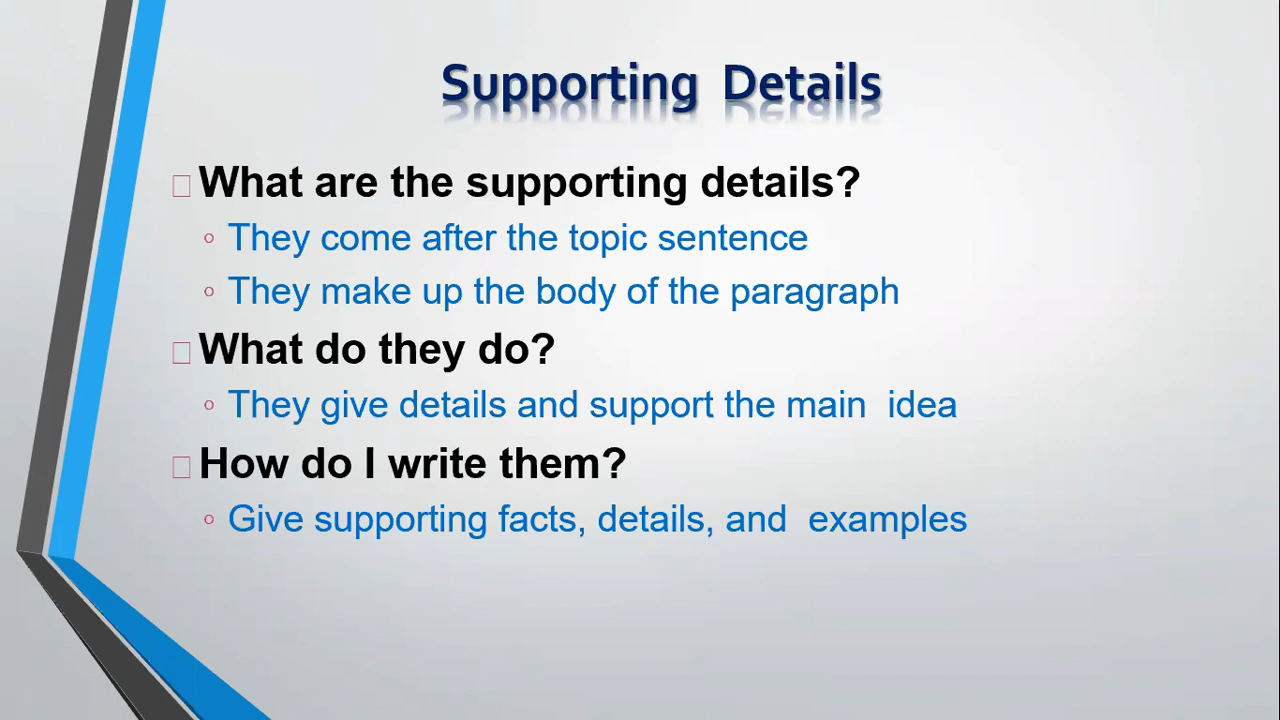 Supporting Details
What are the supporting details?
They come after the topic sentence
They make up the body of the paragraph
What do they do?
They give details and support the main idea
How do I write them?
Give supporting facts, details, and examples